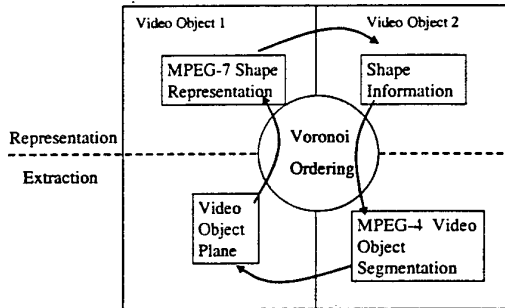 Video Object 1
Video Object 2
MPEG-7 Shape
Representation
Shape
Information
Voronoi
Ordering
Representation
Extraction
Video
Object
Plane
MPEG-4 Video
Object
Segmentation